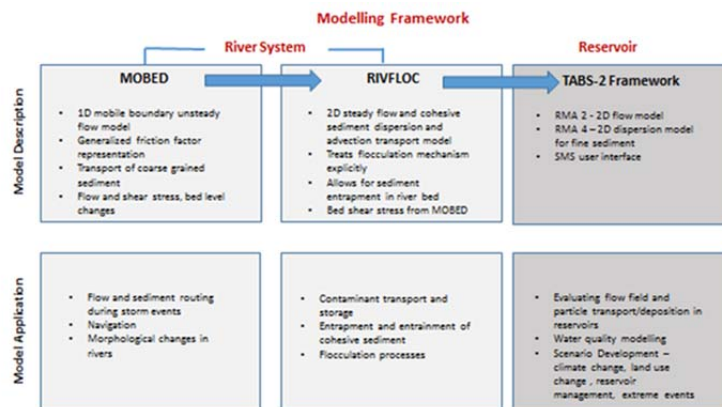 Modelling Framework
River System
Reservoir
Model Description
MOBED
• 1D mobile boundary unsteady
flow model
• Generalized friction factor
representation
• Transport of coarse grained
sediment
• Flow and shear stress, bed level
changes
RIVFLOC
• 2D steady flow and cohesive
sediment dispersion and
advection transport model
• Treats flocculation mechanism
explicitly
• Allows for sediment
entrapment in river bed
• Bed shear stress from MOBED
TABS-2 Framework
• RMA 2 - 2D flow model
• RMA 4 – 2D dispersion model
for fine sediment
• SMS user interface
Model Application
• Flow and sediment routing
during storm events
• Navigation
• Morphological changes in
rivers
• Contaminant transport and
storage
• Entrapment and entrainment of
cohesive sediment
• Flocculation processes
• Evaluating flow field and
particle transport/deposition in
reservoirs
• Water quality modelling
• Scenario Development –
climate change, land use
change , reservoir
management, extreme events